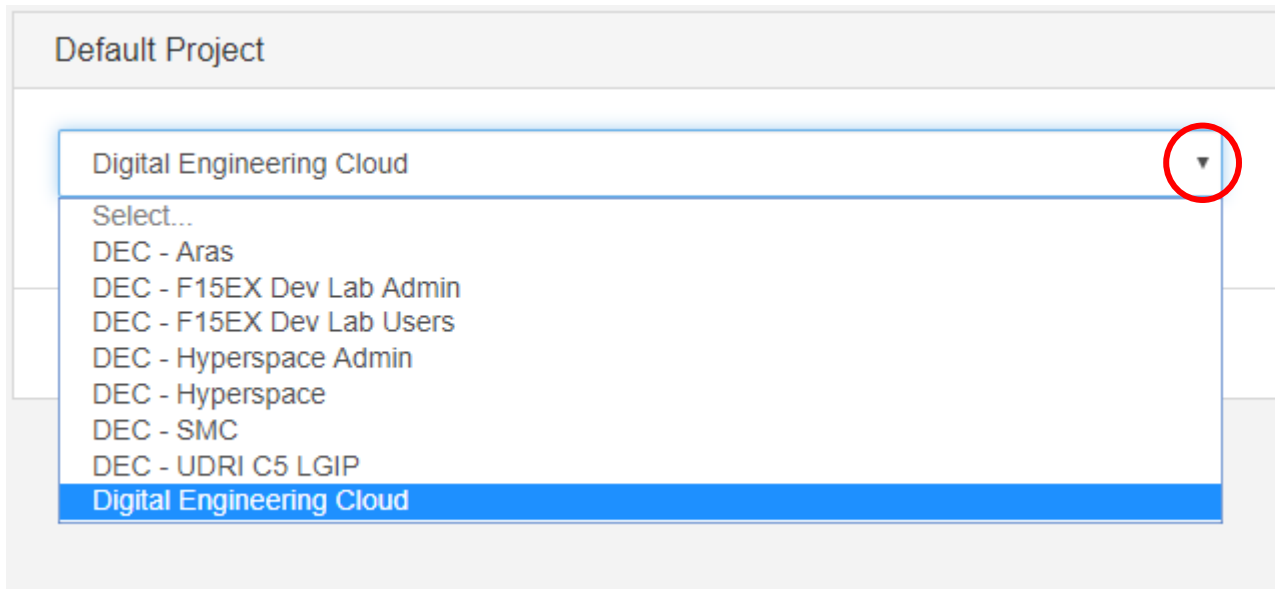 Default Project
Digital Engineering Cloud
Select...
DEC - Aras
DEC - F15EX Dev Lab Admin
DEC - F15EX Dev Lab Users
DEC - Hyperspace Admin
DEC - Hyperspace
DEC - SMC
DEC - UDRI C5 LGIP
Digital Engineering Cloud